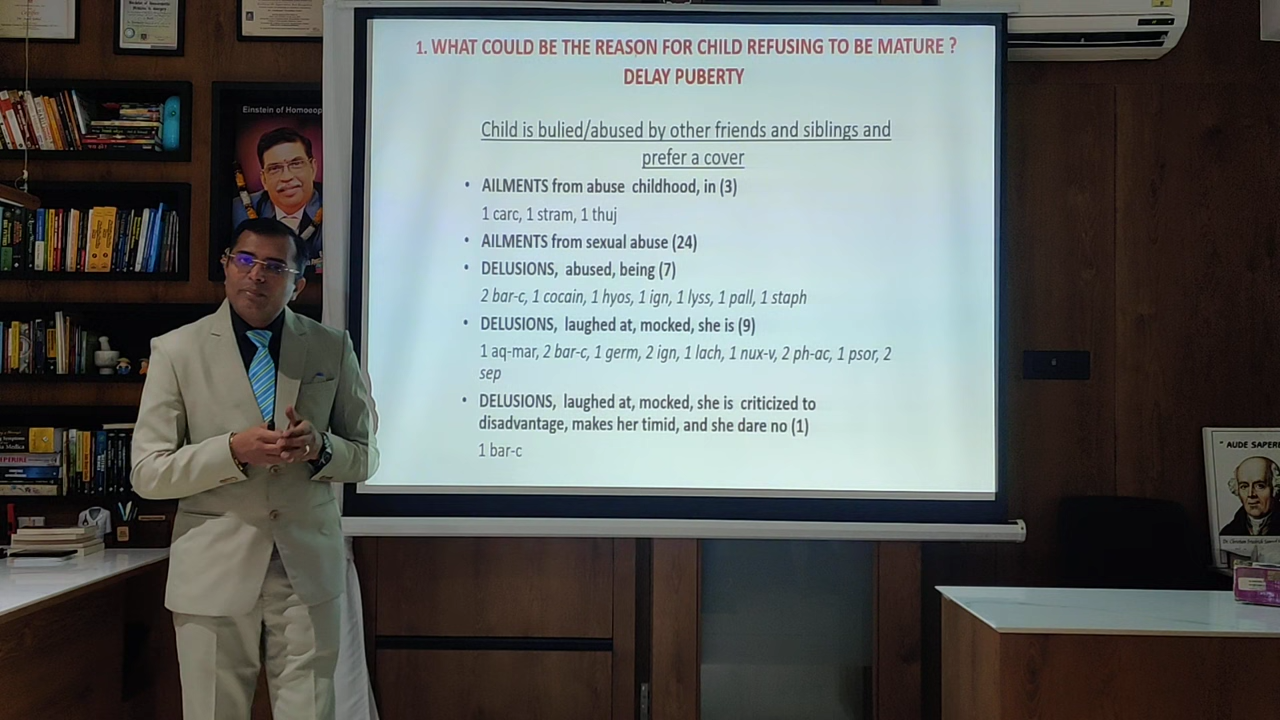 1. WHAT COULD BE THE REASON FOR CHILD REFUSING TO BE MATURE ?
DELAY PUBERTY
Child is bulied/abused by other friends and siblings and
prefer a cover
• AILMENTS from abuse childhood, in (3)
1 carc, 1 stram, 1 thuj
• AILMENTS from sexual abuse (24)
• DELUSIONS, abused, being (7)
2 bar-c, 1 cocain, 1 hyos, 1 ign, 1 lyss, 1 pall, 1 staph
• DELUSIONS, laughed at, mocked, she is (9)
1 aq-mar, 2 bar-c, 1 germ, 2 ign, 1 lach, 1 nux-v, 2 ph-ac, 1 psor, 2
sep
• DELUSIONS, laughed at, mocked, she is criticized to
disadvantage, makes her timid, and she dare no (1)
1 bar-c
Einstein of Homoeop
" AUDE SAPERE